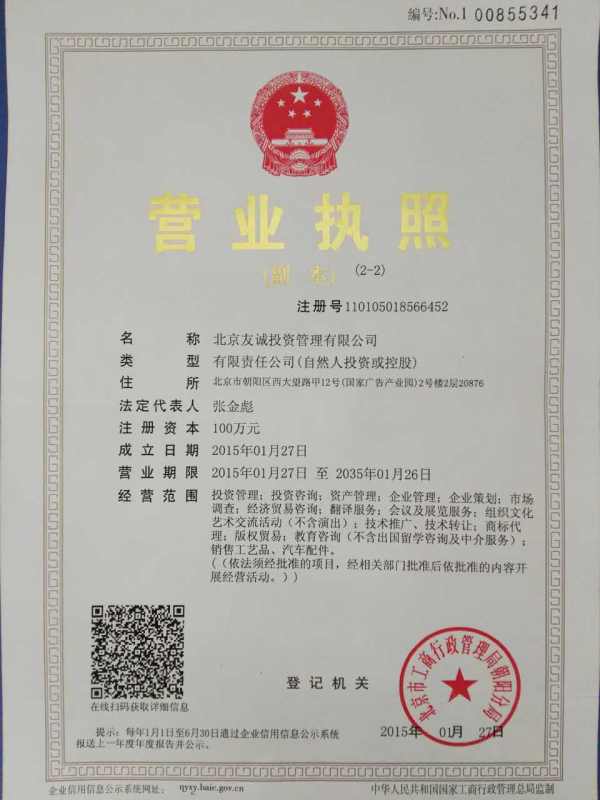 编号:No.1 00855341
营业执照
(副 本) (2-2)
注册号110105018566452
名 称 北京友诚投资管理有限公司
类 型 有限责任公司(自然人投资或控股)
住 所 北京市朝阳区西大望路甲12号(国家广告产业园)2号楼2层20876
法定代表人 张金彪
注册资本 100万元
成立日期 2015年01月27日
营业期限 2015年01月27日 至 2035年01月26日
经营范围 投资管理；投资咨询；资产管理；企业管理；企业策划；市场
调查；经济贸易咨询；翻译服务；会议及展览服务；组织文化
艺术交流活动（不含演出）；技术推广、技术转让；商标代
理；版权贸易；教育咨询（不含出国留学咨询及中介服务）；
销售工艺品、汽车配件。
（（依法须经批准的项目，经相关部门批准后依批准的内容开
展经营活动。））
在线扫码获取详细信息
登记机关
北京市工商行政管理局朝阳分局
2015年 01月 27日
提示：每年1月1日至6月30日通过企业信用信息公示系统
报送上一年度年度报告并公示。
企业信用信息公示系统网址： qyxy.baic.gov.cn
中华人民共和国国家工商行政管理总局监制